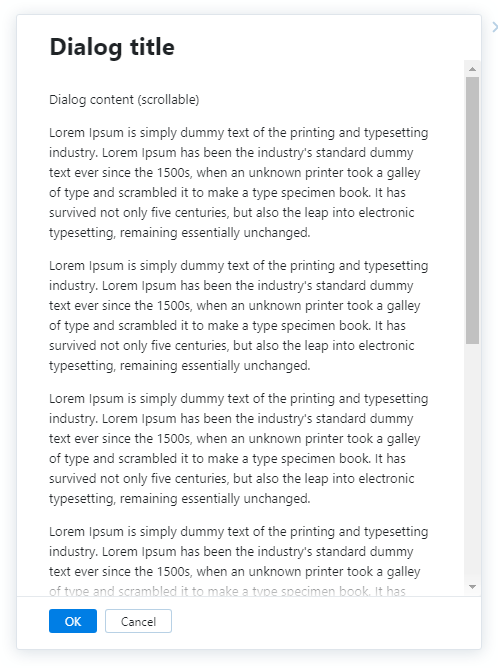 Dialog title
Dialog content (scrollable)
Lorem Ipsum is simply dummy text of the printing and typesetting
industry. Lorem Ipsum has been the industry's standard dummy
text ever since the 1500s, when an unknown printer took a galley
of type and scrambled it to make a type specimen book. It has
survived not only five centuries, but also the leap into electronic
typesetting, remaining essentially unchanged.
Lorem Ipsum is simply dummy text of the printing and typesetting
industry. Lorem Ipsum has been the industry's standard dummy
text ever since the 1500s, when an unknown printer took a galley
of type and scrambled it to make a type specimen book. It has
survived not only five centuries, but also the leap into electronic
typesetting, remaining essentially unchanged.
Lorem Ipsum is simply dummy text of the printing and typesetting
industry. Lorem Ipsum has been the industry's standard dummy
text ever since the 1500s, when an unknown printer took a galley
of type and scrambled it to make a type specimen book. It has
survived not only five centuries, but also the leap into electronic
typesetting, remaining essentially unchanged.
Lorem Ipsum is simply dummy text of the printing and typesetting
industry. Lorem Ipsum has been the industry's standard dummy
text ever since the 1500s, when an unknown printer took a galley
of type and scrambled it to make a type specimen book. It has
OK
Cancel